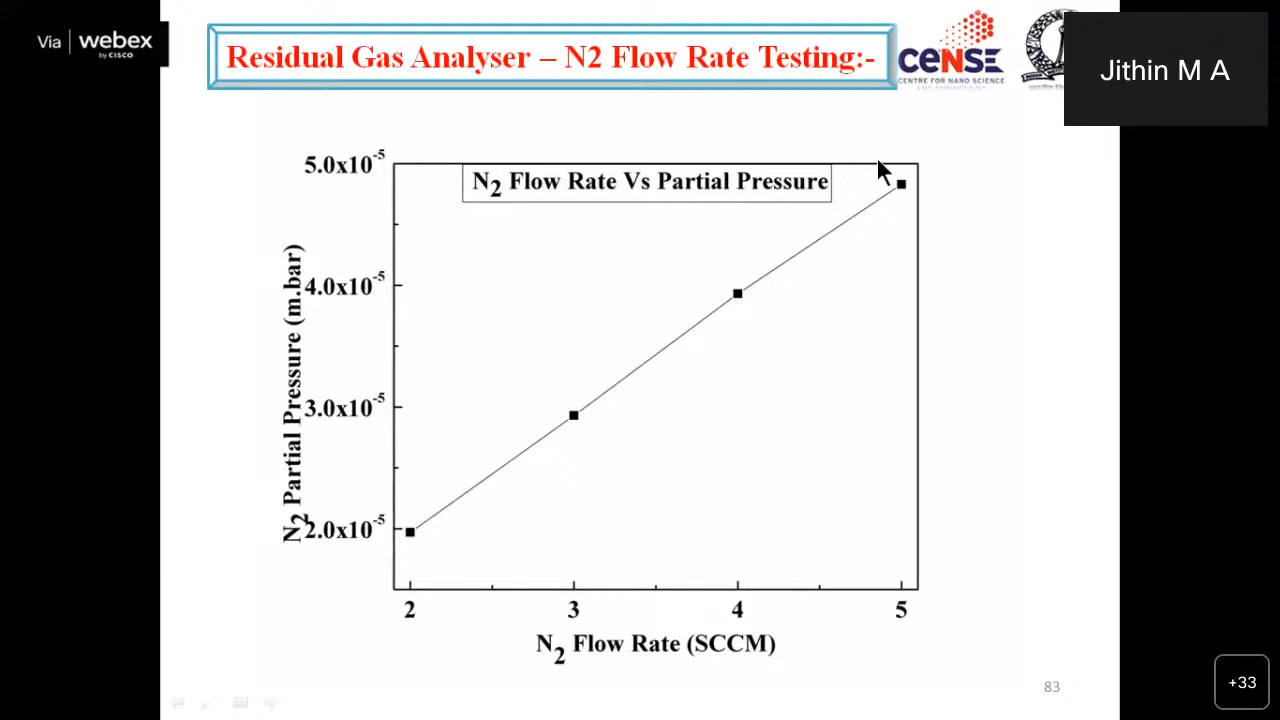 Via webex
by CISCO
Residual Gas Analyser – N2 Flow Rate Testing:-
CeNSE
CENTRE FOR NANO SCIENCE
Jithin M A
N2 Flow Rate Vs Partial Pressure
5.0x10-5
4.0x10-5
3.0x10-5
2.0x10-5
N2 Partial Pressure (m.bar)
2 3 4 5
N2 Flow Rate (SCCM)
83
+33